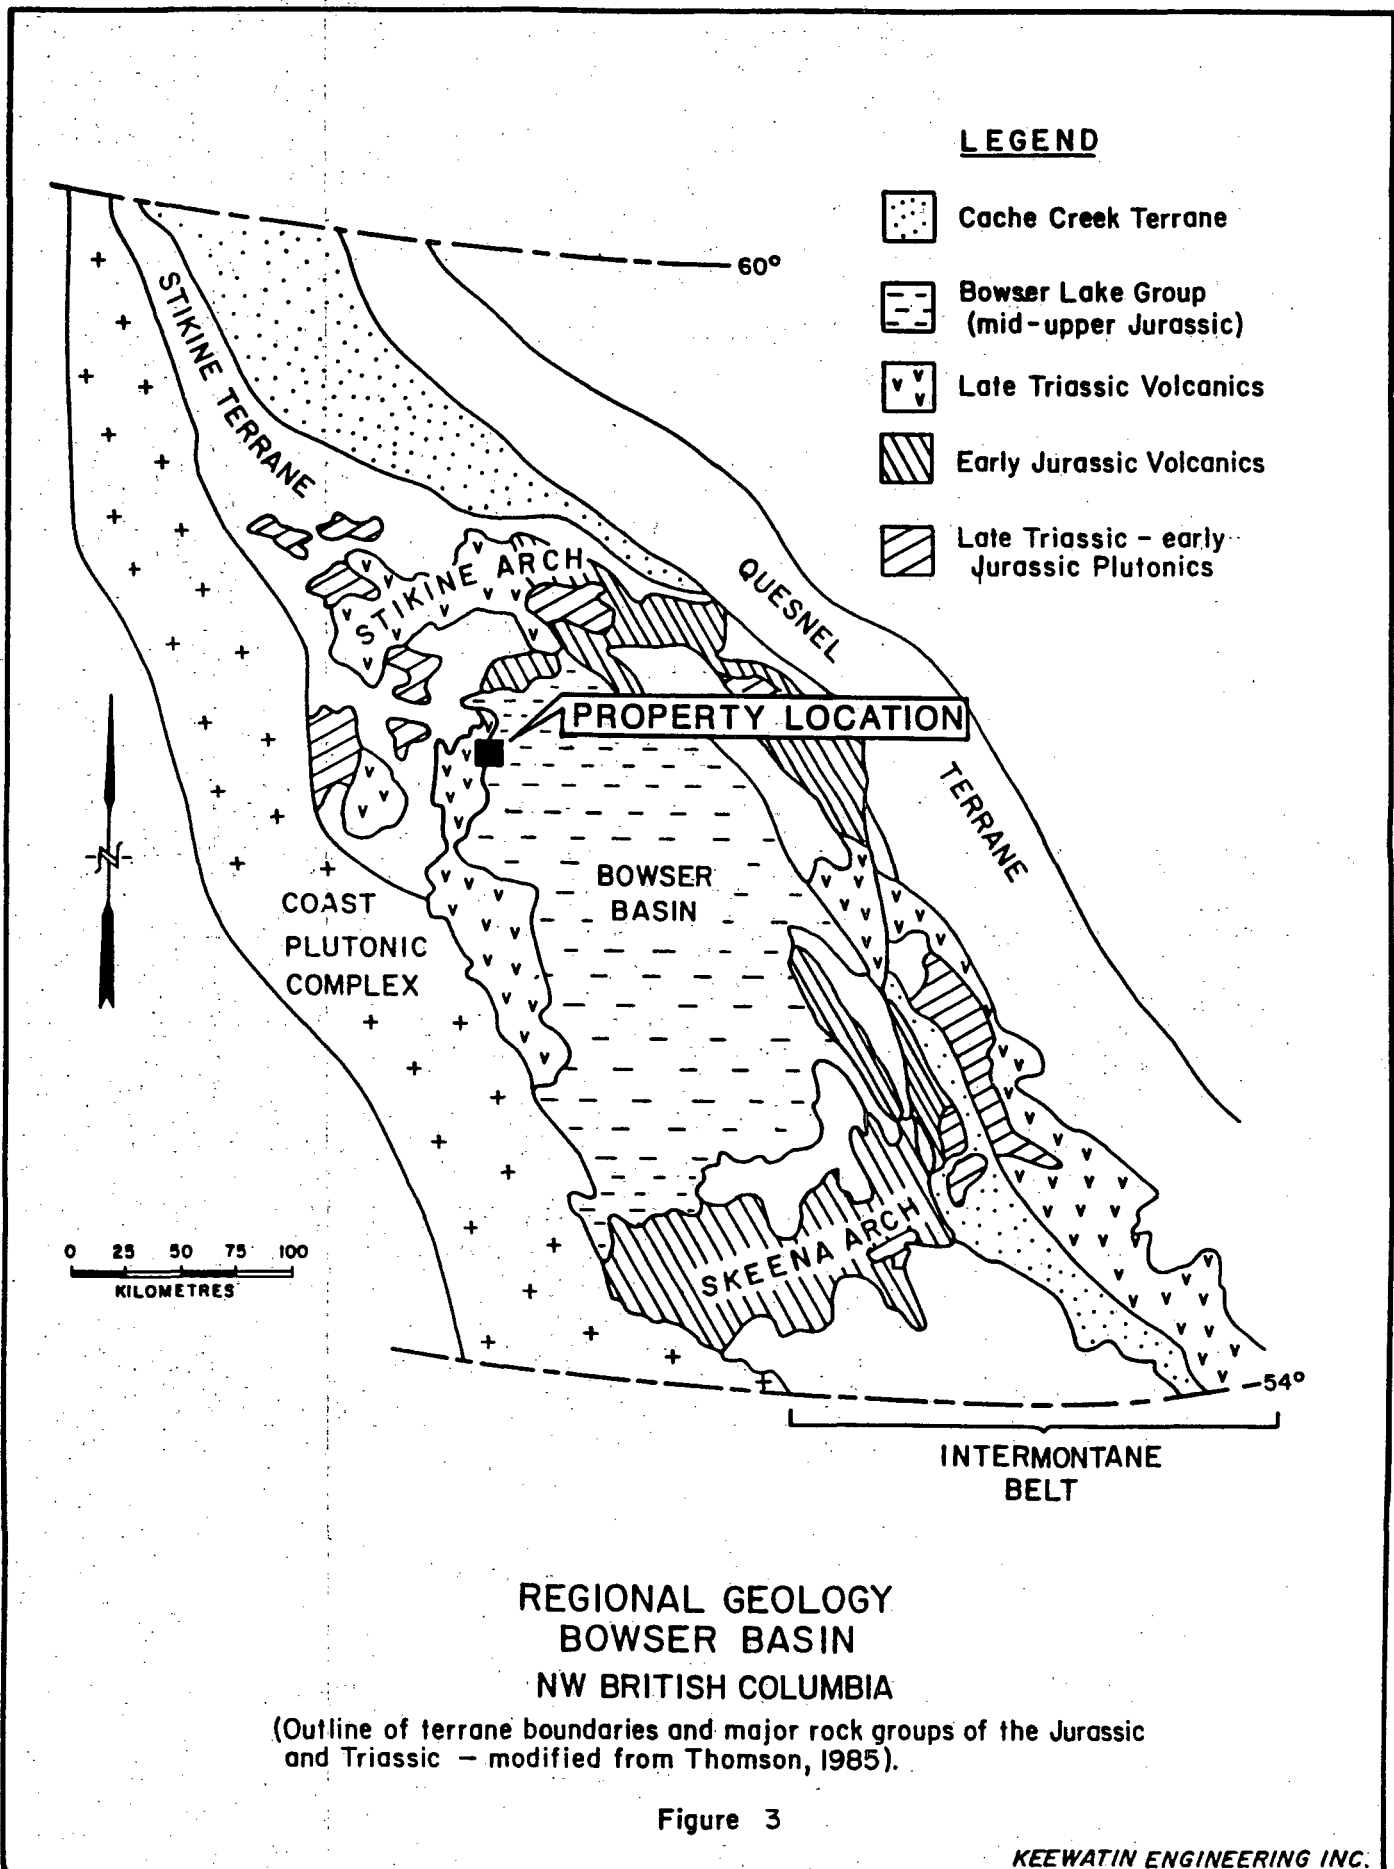 LEGEND
Cache Creek Terrane
Bowser Lake Group
(mid-upper Jurassic)
Late Triassic Volcanics
Early Jurassic Volcanics
Late Triassic - early
Jurassic Plutonics
60°
STIKINE TERRANE
STIKINE ARCH
QUESNEL
TERRANE
PROPERTY LOCATION
N
BOWSER
BASIN
COAST
PLUTONIC
COMPLEX
SKEENA ARCH
0 25 50 75 100
KILOMETRES
54°
INTERMONTANE
BELT
REGIONAL GEOLOGY
BOWSER BASIN
NW BRITISH COLUMBIA
(Outline of terrane boundaries and major rock groups of the Jurassic
and Triassic - modified from Thomson, 1985).
Figure 3
KEEWATIN ENGINEERING INC.